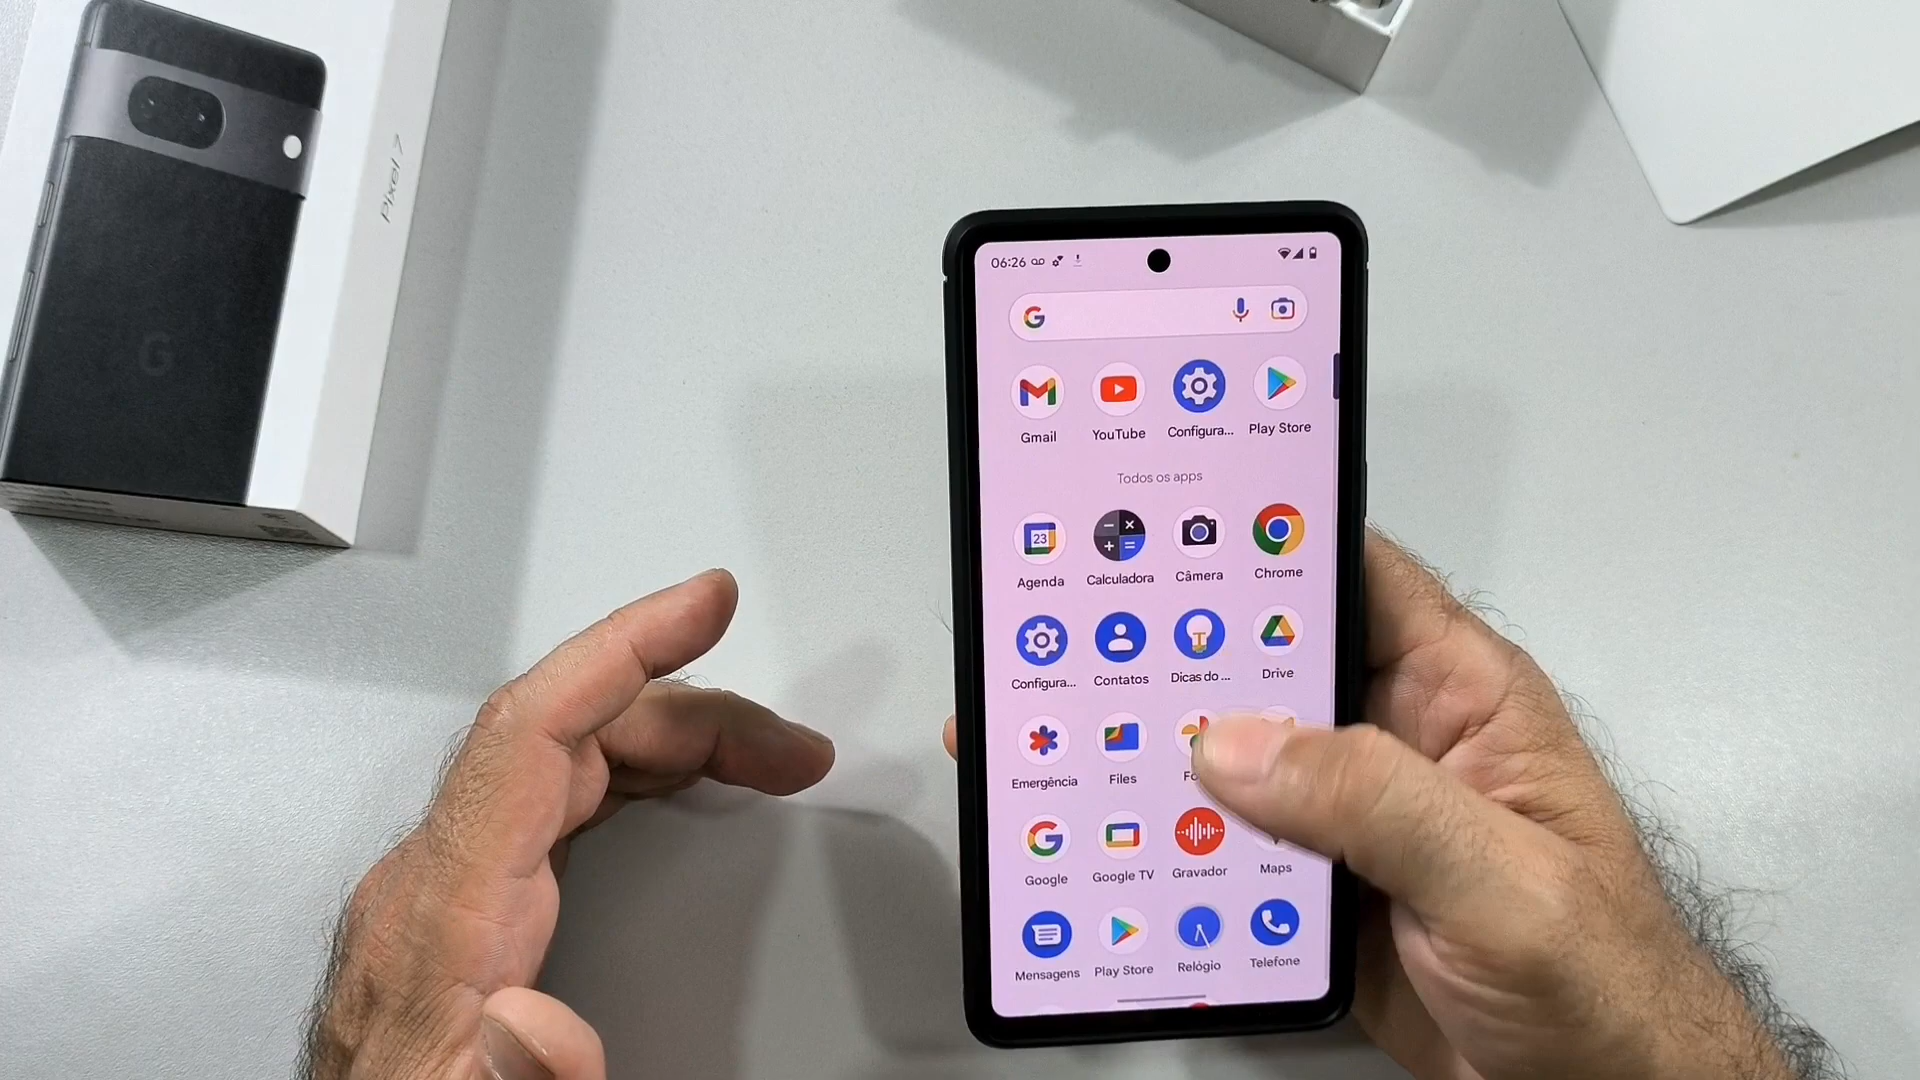 Pixel 7
06:26
Gmail YouTube Configura... Play Store
Todos os apps
23
Agenda Calculadora Câmera Chrome
Configura... Contatos Dicas do ... Drive
Emergência Files
Google Google TV Gravador Maps
Mensagens Play Store Relógio Telefone